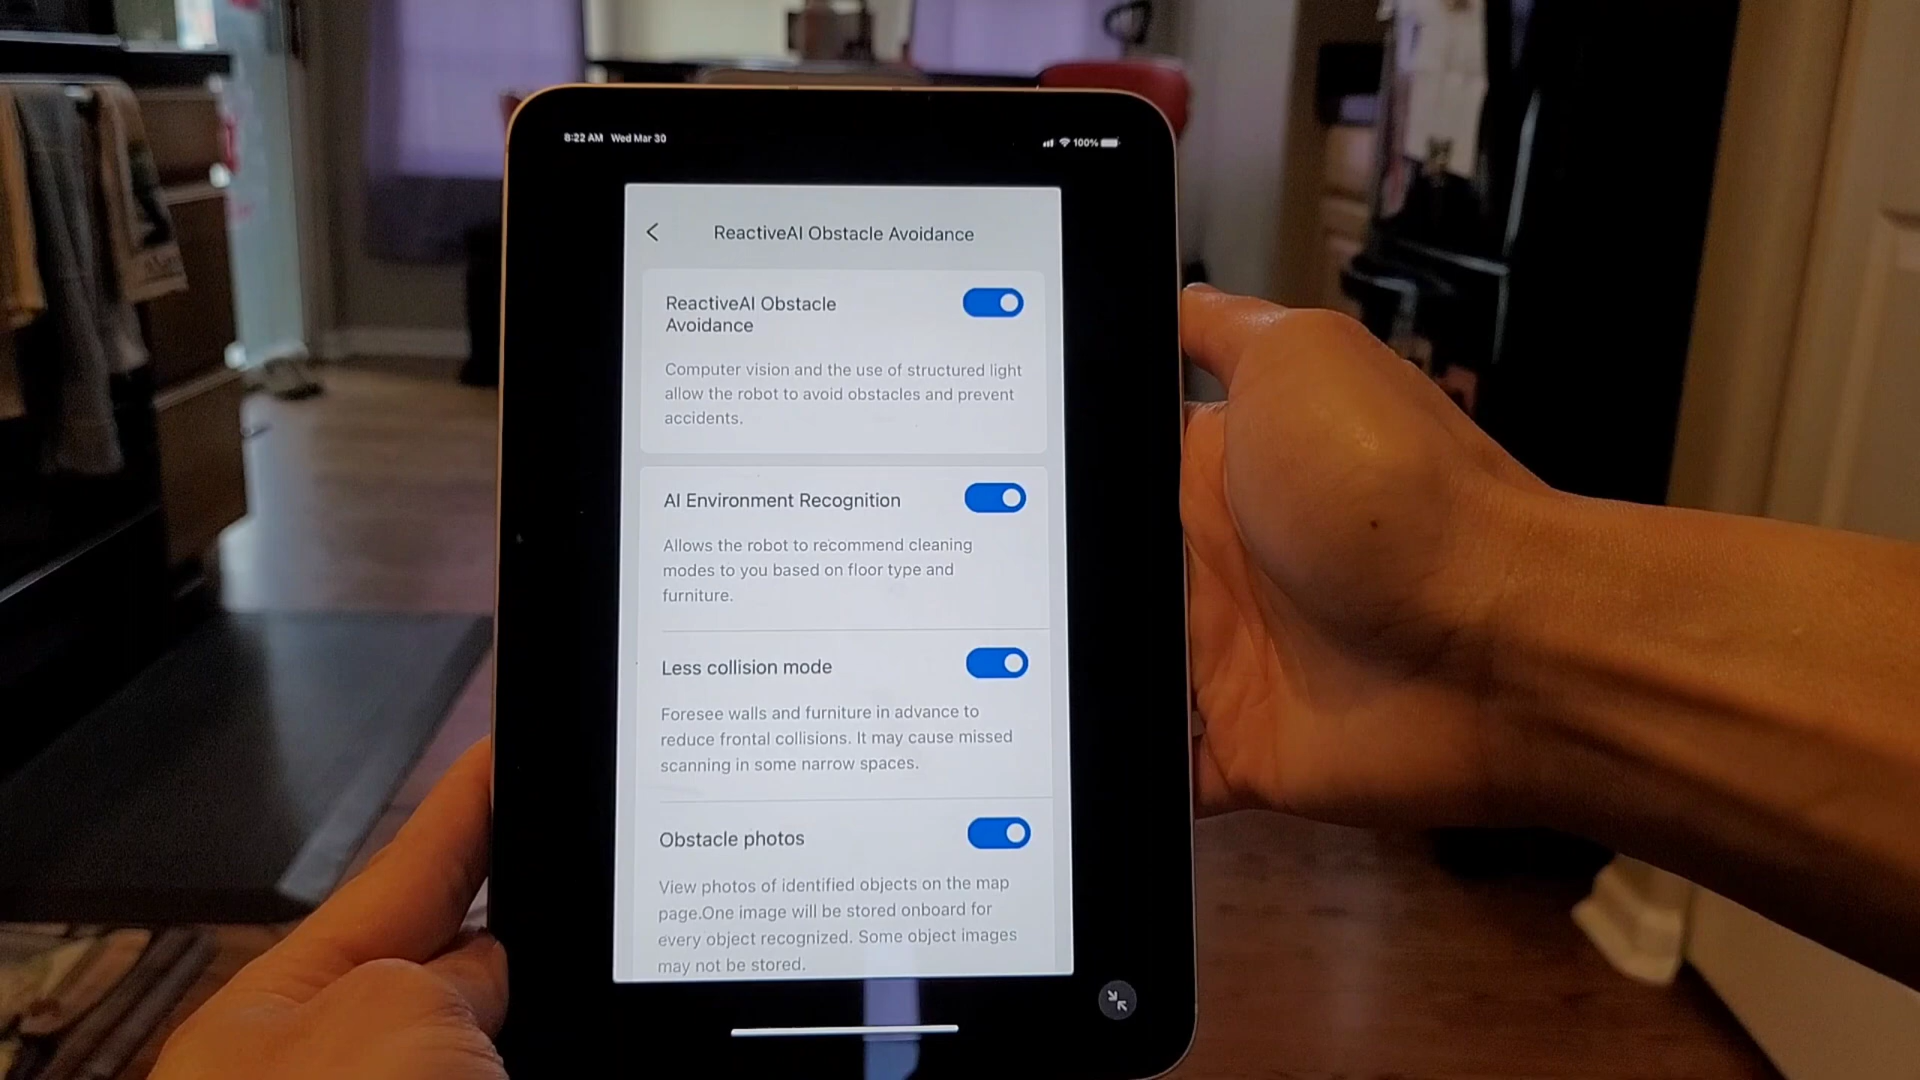 8:22 AM Wed Mar 30
100%
ReactiveAI Obstacle Avoidance
ReactiveAI Obstacle
Avoidance
Computer vision and the use of structured light
allow the robot to avoid obstacles and prevent
accidents.
AI Environment Recognition
Allows the robot to recommend cleaning
modes to you based on floor type and
furniture.
Less collision mode
Foresee walls and furniture in advance to
reduce frontal collisions. It may cause missed
scanning in some narrow spaces.
Obstacle photos
View photos of identified objects on the map
page.One image will be stored onboard for
every object recognized. Some object images
may not be stored.